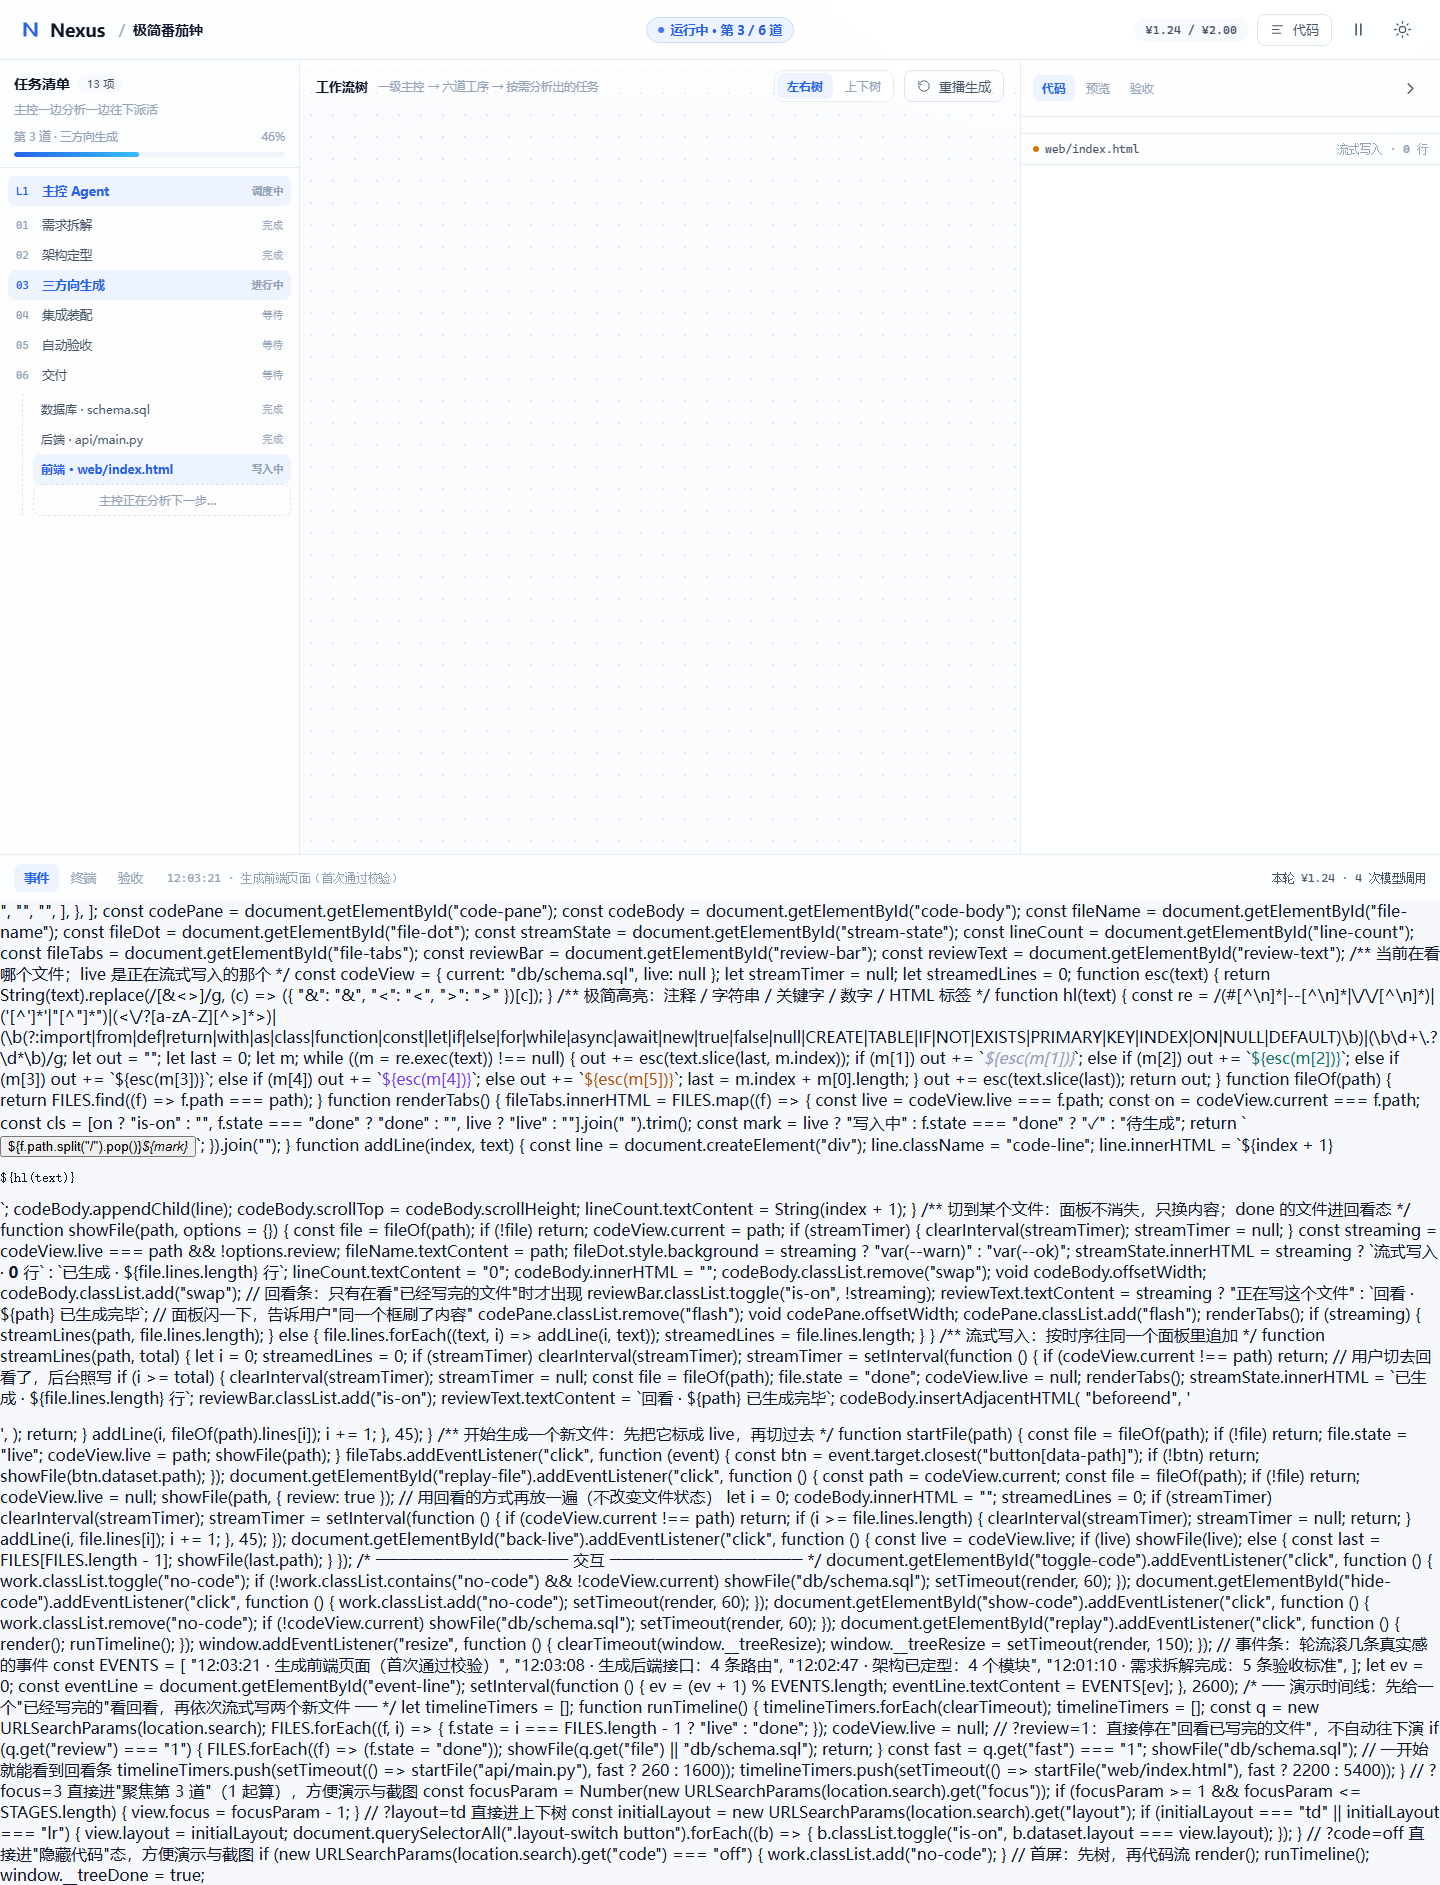 Nexus / 极简番茄钟
运行中 • 第 3 / 6 道
¥1.24 / ¥2.00
代码
任务清单 13 项
主控一边分析一边往下派活
第 3 道 · 三方向生成 46%
L1 主控 Agent 调度中
01 需求拆解 完成
02 架构定型 完成
03 三方向生成 进行中
04 集成装配 等待
05 自动验收 等待
06 交付 等待
数据库 · schema.sql 完成
后端 · api/main.py 完成
前端 • web/index.html 写入中
主控正在分析下一步...
工作流树 一级主控 → 六道工序 → 按需分析出的任务
左右树 上下树
重播生成
代码 预览 验收
web/index.html 流式写入 · 0 行
事件 终端 验收 12:03:21 · 生成前端页面（首次通过校验）
本轮 ¥1.24 · 4 次模型调用
", "", "", ], }, ]; const codePane = document.getElementById("code-pane"); const codeBody = document.getElementById("code-body"); const fileName = document.getElementById("file-
name"); const fileDot = document.getElementById("file-dot"); const streamState = document.getElementById("stream-state"); const lineCount = document.getElementById("line-count");
const fileTabs = document.getElementById("file-tabs"); const reviewBar = document.getElementById("review-bar"); const reviewText = document.getElementById("review-text"); /** 当前在看
哪个文件；live 是正在流式写入的那个 */ const codeView = { current: "db/schema.sql", live: null }; let streamTimer = null; let streamedLines = 0; function esc(text) { return
String(text).replace(/[&<>]/g, (c) => ({ "&": "&", "<": "<", ">": ">" })[c]); } /** 极简高亮：注释 / 字符串 / 关键字 / 数字 / HTML 标签 */ function hl(text) { const re = /(#[^\n]*|--[^\n]*|\/\/[^\n]*)|
('[^']*'|"[^"]*")|(<\/?[a-zA-Z][^>]*>)|
(\b(?:import|from|def|return|with|as|class|function|const|let|if|else|for|while|async|await|new|true|false|null|CREATE|TABLE|IF|NOT|EXISTS|PRIMARY|KEY|INDEX|ON|NULL|DEFAULT)\b)|(\b\d+\.?
\d*\b)/g; let out = ""; let last = 0; let m; while ((m = re.exec(text)) !== null) { out += esc(text.slice(last, m.index)); if (m[1]) out += `${esc(m[1])}`; else if (m[2]) out += `${esc(m[2])}`; else if
(m[3]) out += `${esc(m[3])}`; else if (m[4]) out += `${esc(m[4])}`; else out += `${esc(m[5])}`; last = m.index + m[0].length; } out += esc(text.slice(last)); return out; } function fileOf(path) {
return FILES.find((f) => f.path === path); } function renderTabs() { fileTabs.innerHTML = FILES.map((f) => { const live = codeView.live === f.path; const on = codeView.current === f.path;
const cls = [on ? "is-on" : "", f.state === "done" ? "done" : "", live ? "live" : ""].join(" ").trim(); const mark = live ? "写入中" : f.state === "done" ? "✓" : "待生成"; return `
${f.path.split("/").pop()}${mark}`; }).join(""); } function addLine(index, text) { const line = document.createElement("div"); line.className = "code-line"; line.innerHTML = `${index + 1}
${hl(text)}
`; codeBody.appendChild(line); codeBody.scrollTop = codeBody.scrollHeight; lineCount.textContent = String(index + 1); } /** 切到某个文件：面板不消失，只换内容；done 的文件进回看态 */
function showFile(path, options = {}) { const file = fileOf(path); if (!file) return; codeView.current = path; if (streamTimer) { clearInterval(streamTimer); streamTimer = null; } const streaming =
codeView.live === path && !options.review; fileName.textContent = path; fileDot.style.background = streaming ? "var(--warn)" : "var(--ok)"; streamState.innerHTML = streaming ? `流式写入
· 0 行` : `已生成 · ${file.lines.length} 行`; lineCount.textContent = "0"; codeBody.innerHTML = ""; codeBody.classList.remove("swap"); void codeBody.offsetWidth;
codeBody.classList.add("swap"); // 回看条：只有在看"已经写完的文件"时才出现 reviewBar.classList.toggle("is-on", !streaming); reviewText.textContent = streaming ? "正在写这个文件" : `回看 ·
${path} 已生成完毕`; // 面板闪一下，告诉用户"同一个框刷了内容" codePane.classList.remove("flash"); void codePane.offsetWidth; codePane.classList.add("flash"); renderTabs(); if (streaming) {
streamLines(path, file.lines.length); } else { file.lines.forEach((text, i) => addLine(i, text)); streamedLines = file.lines.length; } } /** 流式写入：按时序往同一个面板里追加 */ function
streamLines(path, total) { let i = 0; streamedLines = 0; if (streamTimer) clearInterval(streamTimer); streamTimer = setInterval(function () { if (codeView.current !== path) return; // 用户切去回
看了，后台照写 if (i >= total) { clearInterval(streamTimer); streamTimer = null; const file = fileOf(path); file.state = "done"; codeView.live = null; renderTabs(); streamState.innerHTML = `已生
成 · ${file.lines.length} 行`; reviewBar.classList.add("is-on"); reviewText.textContent = `回看 · ${path} 已生成完毕`; codeBody.insertAdjacentHTML( "beforeend", '
', ); return; } addLine(i, fileOf(path).lines[i]); i += 1; }, 45); } /** 开始生成一个新文件：先把它标成 live，再切过去 */ function startFile(path) { const file = fileOf(path); if (!file) return; file.state =
"live"; codeView.live = path; showFile(path); } fileTabs.addEventListener("click", function (event) { const btn = event.target.closest("button[data-path]"); if (!btn) return;
showFile(btn.dataset.path); }); document.getElementById("replay-file").addEventListener("click", function () { const path = codeView.current; const file = fileOf(path); if (!file) return;
codeView.live = null; showFile(path, { review: true }); // 用回看的方式再放一遍（不改变文件状态） let i = 0; codeBody.innerHTML = ""; streamedLines = 0; if (streamTimer)
clearInterval(streamTimer); streamTimer = setInterval(function () { if (codeView.current !== path) return; if (i >= file.lines.length) { clearInterval(streamTimer); streamTimer = null; return; }
addLine(i, file.lines[i]); i += 1; }, 45); }); document.getElementById("back-live").addEventListener("click", function () { const live = codeView.live; if (live) showFile(live); else { const last =
FILES[FILES.length - 1]; showFile(last.path); } }); /* ────────────────── 交互 ────────────────── */ document.getElementById("toggle-code").addEventListener("click", function () {
work.classList.toggle("no-code"); if (!work.classList.contains("no-code") && !codeView.current) showFile("db/schema.sql"); setTimeout(render, 60); }); document.getElementById("hide-
code").addEventListener("click", function () { work.classList.add("no-code"); setTimeout(render, 60); }); document.getElementById("show-code").addEventListener("click", function () {
work.classList.remove("no-code"); if (!codeView.current) showFile("db/schema.sql"); setTimeout(render, 60); }); document.getElementById("replay").addEventListener("click", function () {
render(); runTimeline(); }); window.addEventListener("resize", function () { clearTimeout(window.__treeResize); window.__treeResize = setTimeout(render, 150); }); // 事件条：轮流滚几条真实感
的事件 const EVENTS = [ "12:03:21 · 生成前端页面（首次通过校验）", "12:03:08 · 生成后端接口：4 条路由", "12:02:47 · 架构已定型：4 个模块", "12:01:10 · 需求拆解完成：5 条验收标准", ]; let ev =
0; const eventLine = document.getElementById("event-line"); setInterval(function () { ev = (ev + 1) % EVENTS.length; eventLine.textContent = EVENTS[ev]; }, 2600); /* ── 演示时间线：先给一
个"已经写完的"看回看，再依次流式写两个新文件 ── */ let timelineTimers = []; function runTimeline() { timelineTimers.forEach(clearTimeout); timelineTimers = []; const q = new
URLSearchParams(location.search); FILES.forEach((f, i) => { f.state = i === FILES.length - 1 ? "live" : "done"; }); codeView.live = null; // ?review=1：直接停在"回看已写完的文件"，不自动往下演 if
(q.get("review") === "1") { FILES.forEach((f) => (f.state = "done")); showFile(q.get("file") || "db/schema.sql"); return; } const fast = q.get("fast") === "1"; showFile("db/schema.sql"); // 一开始
就能看到回看条 timelineTimers.push(setTimeout(() => startFile("api/main.py"), fast ? 260 : 1600)); timelineTimers.push(setTimeout(() => startFile("web/index.html"), fast ? 2200 : 5400)); } // ?
focus=3 直接进"聚焦第 3 道"（1 起算），方便演示与截图 const focusParam = Number(new URLSearchParams(location.search).get("focus")); if (focusParam >= 1 && focusParam <=
STAGES.length) { view.focus = focusParam - 1; } // ?layout=td 直接进上下树 const initialLayout = new URLSearchParams(location.search).get("layout"); if (initialLayout === "td" || initialLayout
=== "lr") { view.layout = initialLayout; document.querySelectorAll(".layout-switch button").forEach((b) => { b.classList.toggle("is-on", b.dataset.layout === view.layout); }); } // ?code=off 直
接进"隐藏代码"态，方便演示与截图 if (new URLSearchParams(location.search).get("code") === "off") { work.classList.add("no-code"); } // 首屏：先树，再代码流 render(); runTimeline();
window.__treeDone = true;